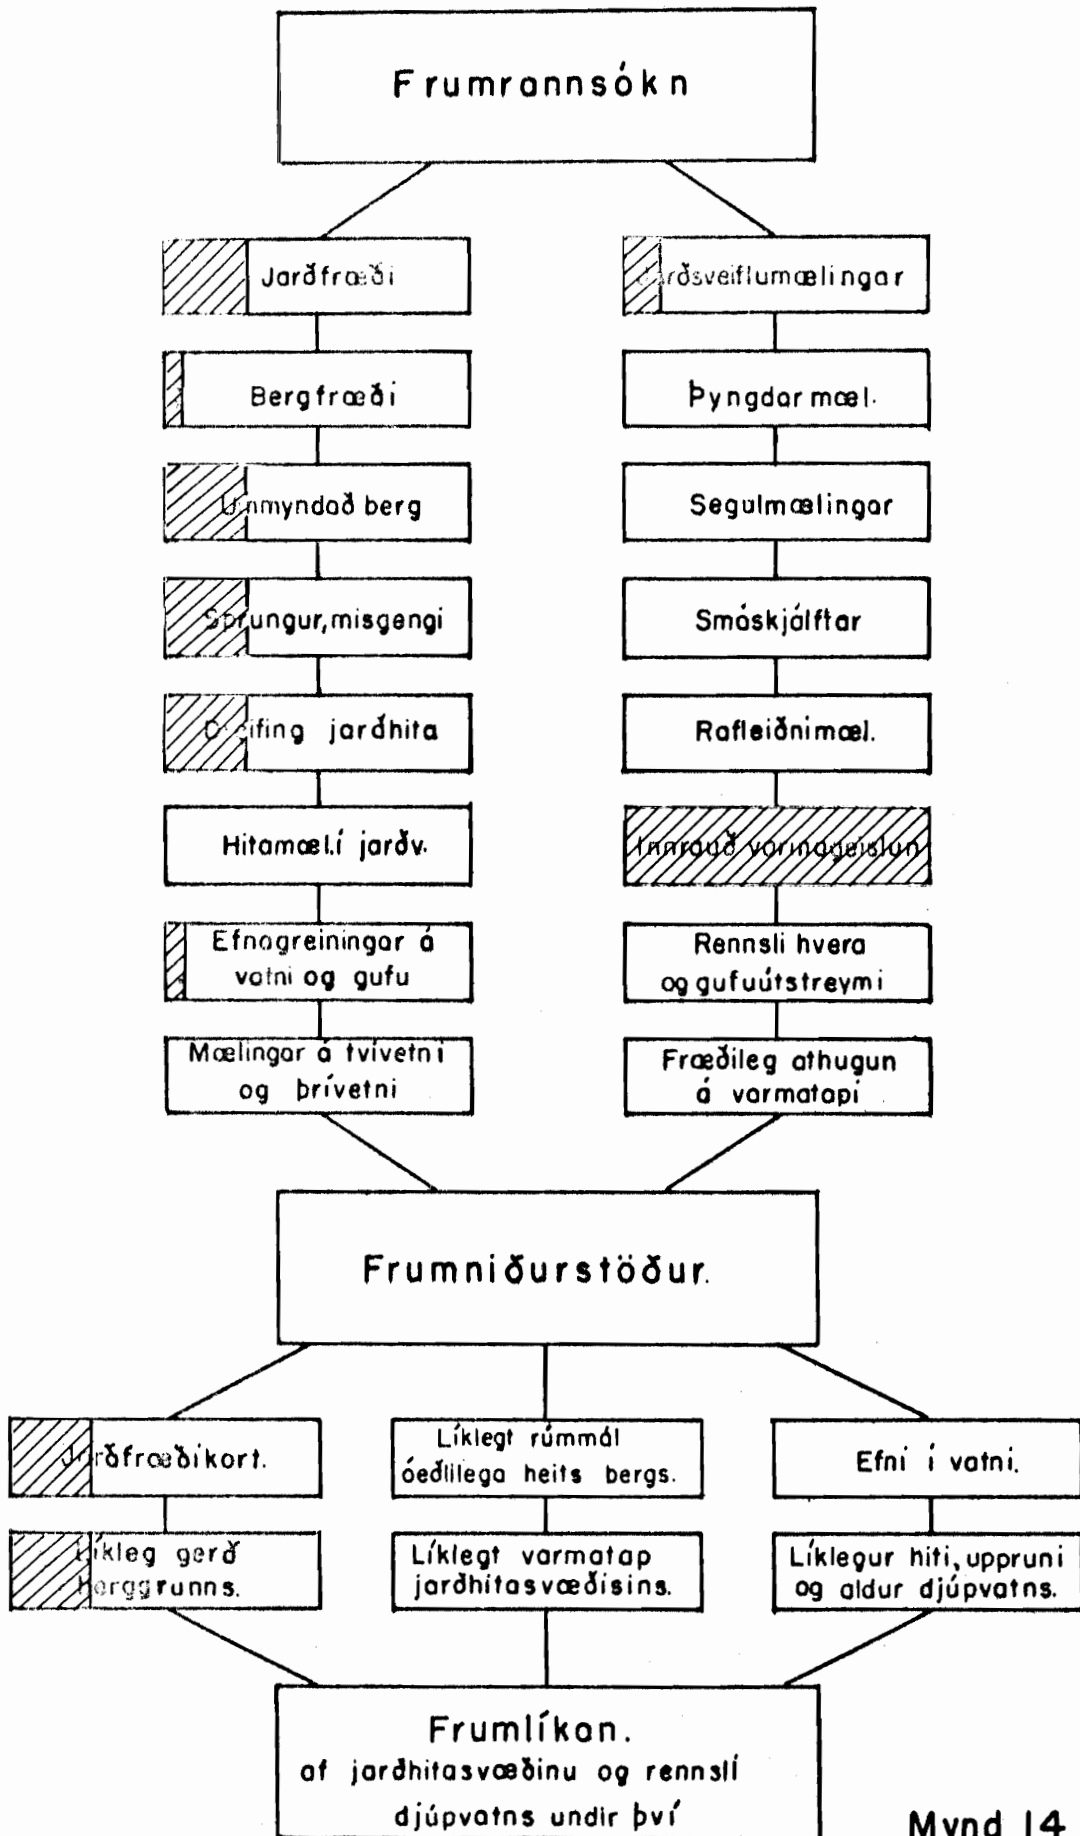 Frumrannsókn
Jarðfræði
Bergfræði
Ummyndað berg
Sprungur, misgengi
Dreifing jarðhita
Hitamæl. í jarðv.
Efnagreiningar á
vatni og gufu
Mælingar á tvívetni
og þrívetni
Jarðsveiflumælingar
Þyngdarmæl.
Segulmælingar
Smáskjálftar
Rafleiðnimæl.
Innrauð varmageislun
Rennsli hvera
og gufuútstreymi
Fræðileg athugun
á varmatapi
Frumniðurstöður.
Jarðfræðikort.
Líkleg gerð
berggrunns.
Líklegt rúmmál
óeðlilega heits bergs.
Líklegt varmatap
jarðhitasvæðisins.
Efni í vatni.
Líklegur hiti, uppruni
og aldur djúpvatns.
Frumlíkan.
af jarðhitasvæðinu og rennsli
djúpvatns undir því
Mynd 14